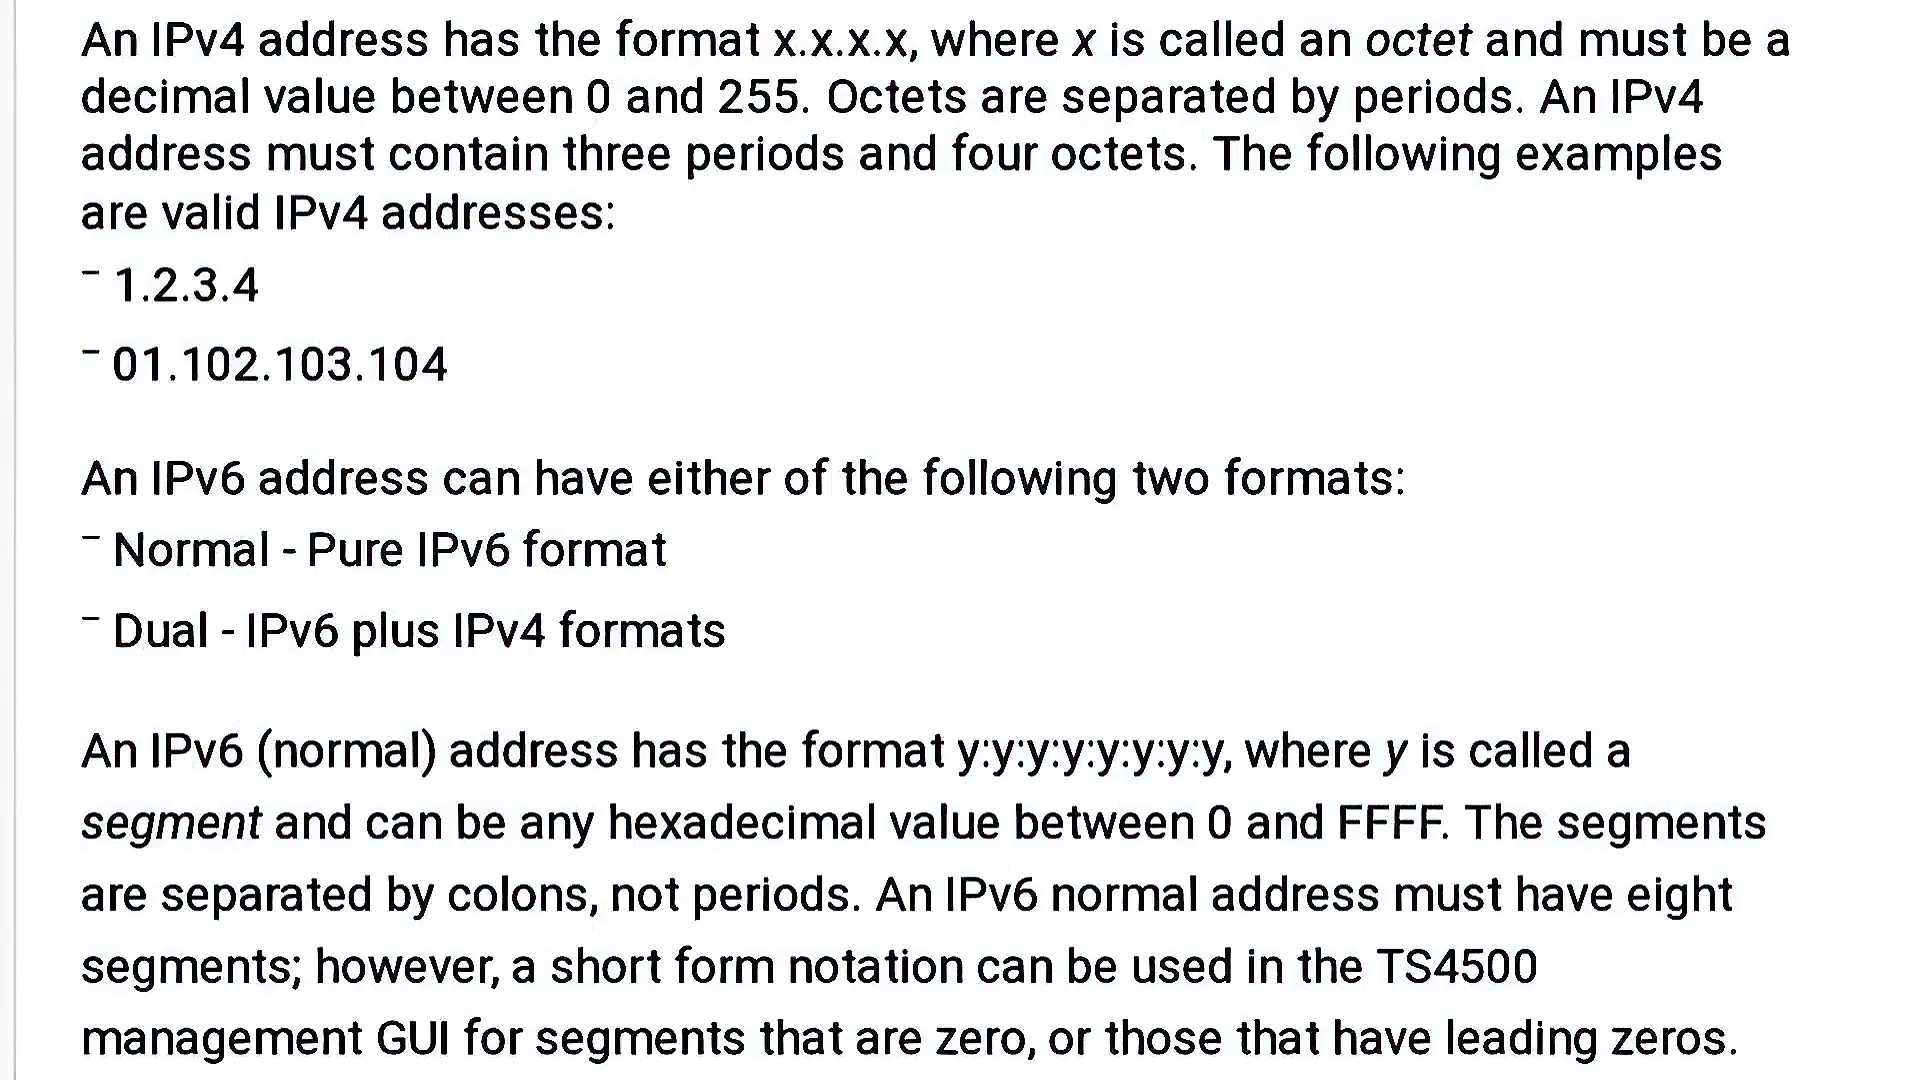 An IPv4 address has the format x.x.x.x, where x is called an octet and must be a
decimal value between 0 and 255. Octets are separated by periods. An IPv4
address must contain three periods and four octets. The following examples
are valid IPv4 addresses:
– 1.2.3.4
– 01.102.103.104
An IPv6 address can have either of the following two formats:
– Normal - Pure IPv6 format
– Dual - IPv6 plus IPv4 formats
An IPv6 (normal) address has the format y:y:y:y:y:y:y:y, where y is called a
segment and can be any hexadecimal value between 0 and FFFF. The segments
are separated by colons, not periods. An IPv6 normal address must have eight
segments; however, a short form notation can be used in the TS4500
management GUI for segments that are zero, or those that have leading zeros.